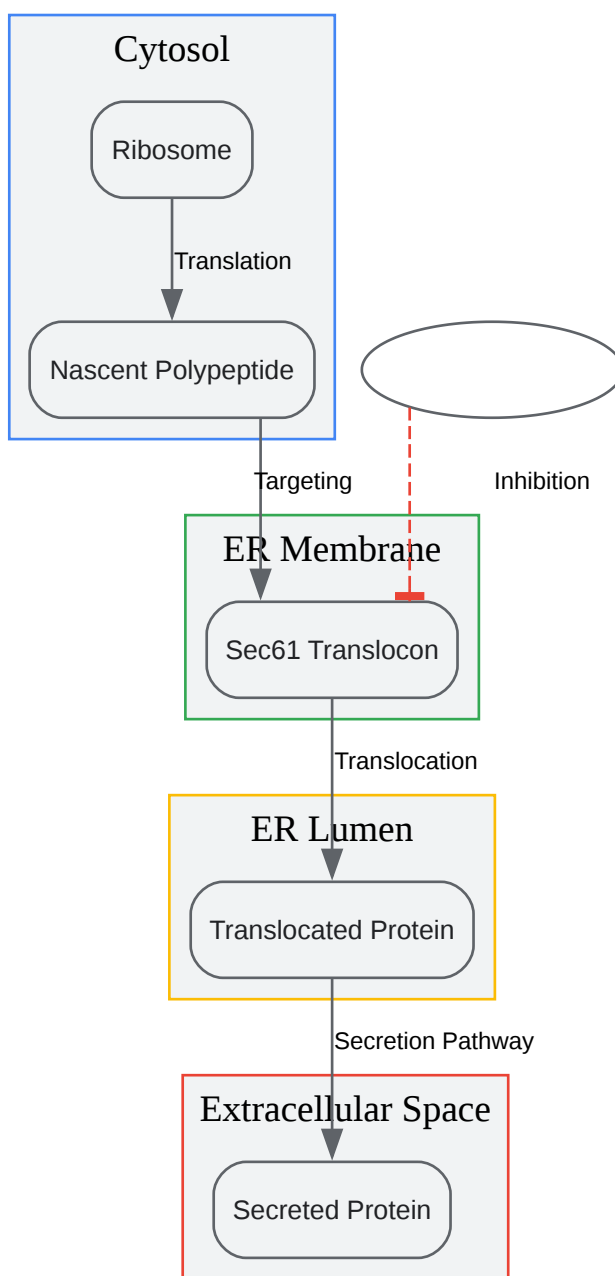 Cytosol
Ribosome
Translation
Nascent Polypeptide
Targeting
Inhibition
ER Membrane
Sec61 Translocon
Translocation
ER Lumen
Translocated Protein
Secretion Pathway
Extracellular Space
Secreted Protein